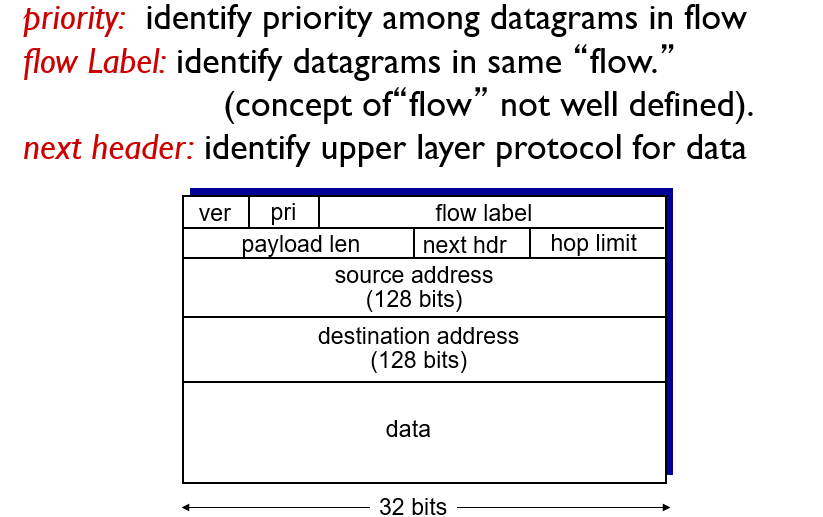 priority: identify priority among datagrams in flow
flow Label: identify datagrams in same “flow.”
(concept of“flow” not well defined).
next header: identify upper layer protocol for data
ver pri flow label
payload len next hdr hop limit
source address
(128 bits)
destination address
(128 bits)
data
32 bits